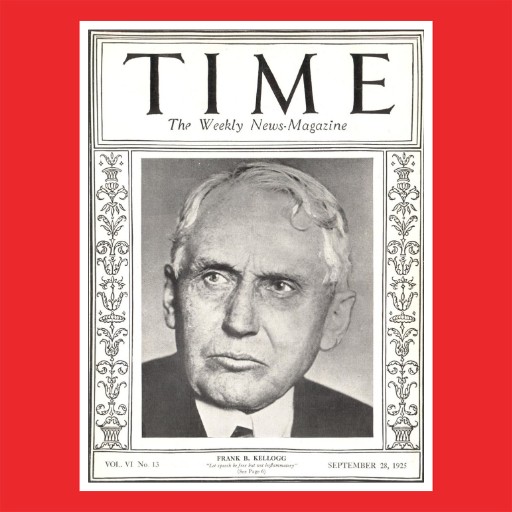 TIME
The Weekly News-Magazine
FRANK B. KELLOGG
VOL. VI No. 13
"Let speech be free but not inflammatory"
SEPTEMBER 28, 1925
(See Page 6)